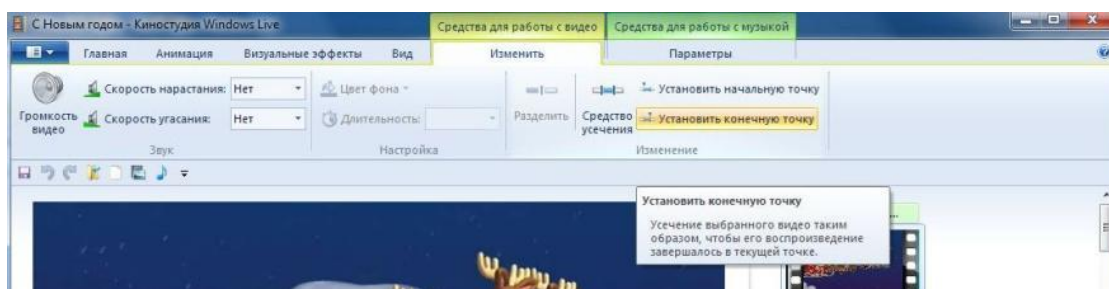 С Новым годом - Киностудия Windows Live
Средства для работы с видео
Средства для работы с музыкой
Главная
Анимация
Визуальные эффекты
Вид
Изменить
Параметры
Громкость
видео
Скорость нарастания: Нет
Скорость угасания: Нет
Звук
Цвет фона
Длительность:
Настройка
Разделить
Средство
усечения
Установить начальную точку
Установить конечную точку
Изменение
Установить конечную точку
Усечение выбранного видео таким
образом, чтобы его воспроизведение
завершалось в текущей точке.